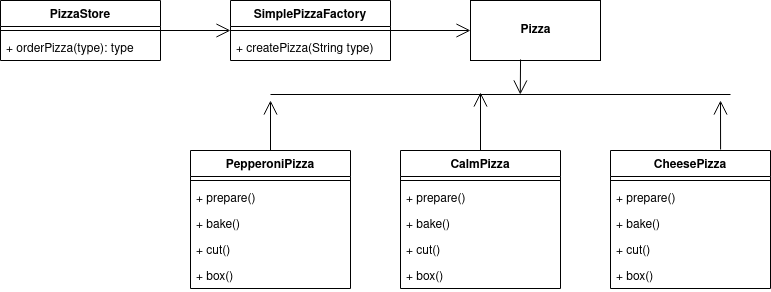 PizzaStore
+ orderPizza(type): type
SimplePizzaFactory
+ createPizza(String type)
Pizza
PepperoniPizza
+ prepare()
+ bake()
+ cut()
+ box()
CalmPizza
+ prepare()
+ bake()
+ cut()
+ box()
CheesePizza
+ prepare()
+ bake()
+ cut()
+ box()